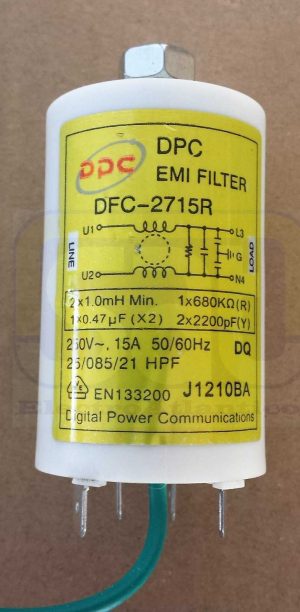 DPC
DPC
EMI FILTER
DFC-2715R
U1 L3
LINE G LOAD
U2 N4
2x1.0mH Min. 1x680KΩ(R)
1x0.47µF (X2) 2x2200pF(Y)
250V~. 15A 50/60Hz DQ
25/085/21 HPF
EN133200 J1210BA
Digital Power Communications